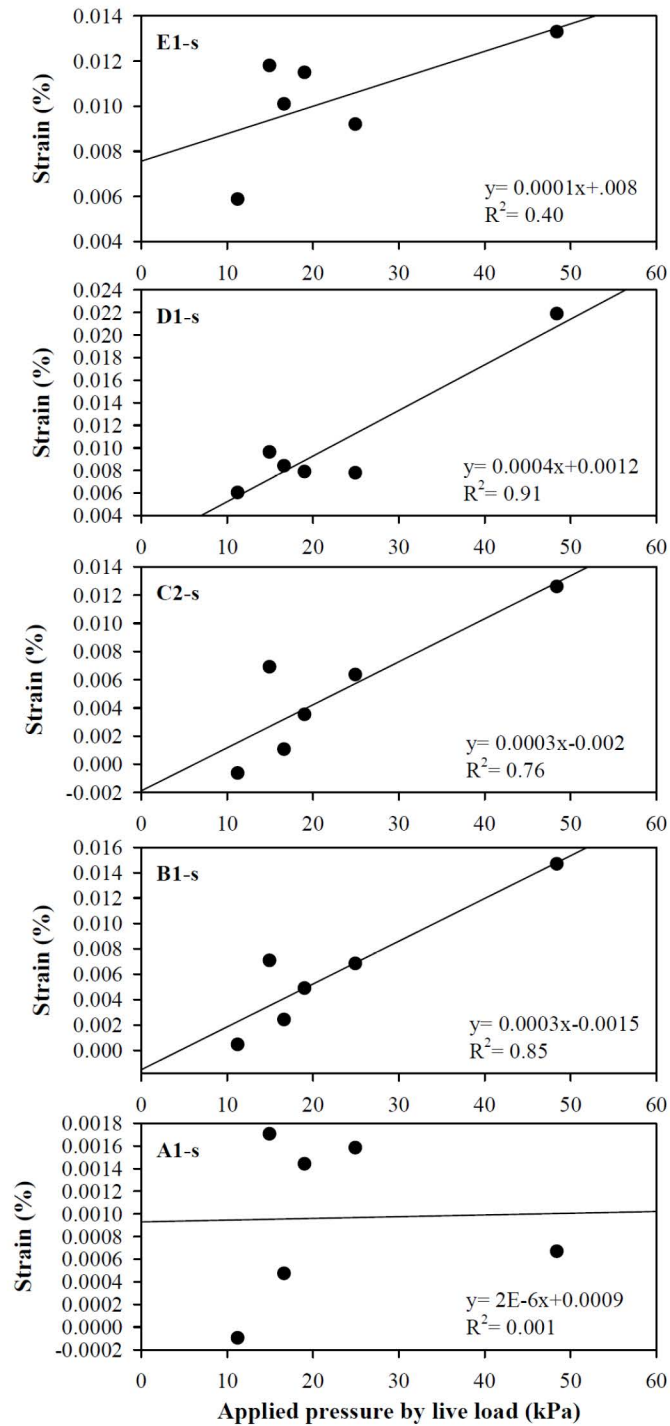 E1-s
Strain (%)
0.014
0.012
0.010
0.008
0.006
0.004
y= 0.0001x+.008
R²= 0.40
0 10 20 30 40 50 60
D1-s
Strain (%)
0.024
0.022
0.020
0.018
0.016
0.014
0.012
0.010
0.008
0.006
0.004
y= 0.0004x+0.0012
R²= 0.91
0 10 20 30 40 50 60
C2-s
Strain (%)
0.014
0.012
0.010
0.008
0.006
0.004
0.002
0.000
-0.002
y= 0.0003x-0.002
R²= 0.76
0 10 20 30 40 50 60
B1-s
Strain (%)
0.016
0.014
0.012
0.010
0.008
0.006
0.004
0.002
0.000
y= 0.0003x-0.0015
R²= 0.85
0 10 20 30 40 50 60
A1-s
Strain (%)
0.0018
0.0016
0.0014
0.0012
0.0010
0.0008
0.0006
0.0004
0.0002
0.0000
-0.0002
y= 2E-6x+0.0009
R²= 0.001
0 10 20 30 40 50 60
Applied pressure by live load (kPa)